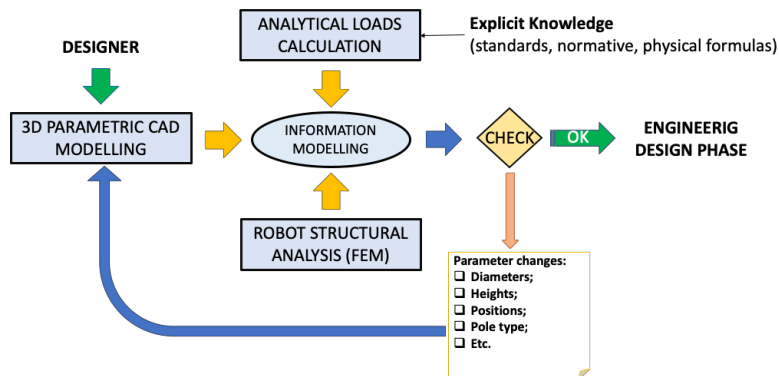 DESIGNER
ANALYTICAL LOADS
CALCULATION
Explicit Knowledge
(standards, normative, physical formulas)
3D PARAMETRIC CAD
MODELLING
INFORMATION
MODELLING
CHECK
OK
ENGINEERIG
DESIGN PHASE
ROBOT STRUCTURAL
ANALYSIS (FEM)
Parameter changes:
❑ Diameters;
❑ Heights;
❑ Positions;
❑ Pole type;
❑ Etc.